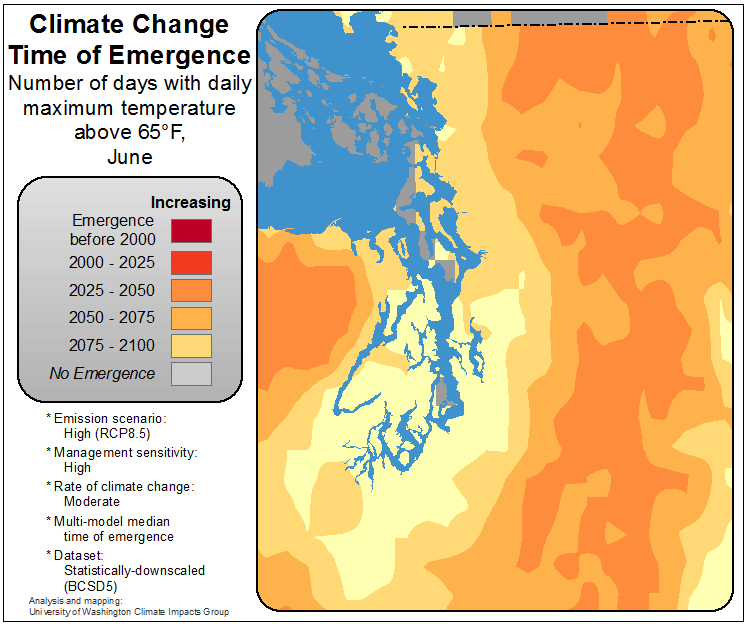 Climate Change
Time of Emergence
Number of days with daily
maximum temperature
above 65°F,
June
Increasing
Emergence
before 2000
2000 - 2025
2025 - 2050
2050 - 2075
2075 - 2100
No Emergence
* Emission scenario:
High (RCP8.5)
* Management sensitivity:
High
* Rate of climate change:
Moderate
* Multi-model median
time of emergence
* Dataset:
Statistically-downscaled
(BCSD5)
Analysis and mapping:
University of Washington Climate Impacts Group